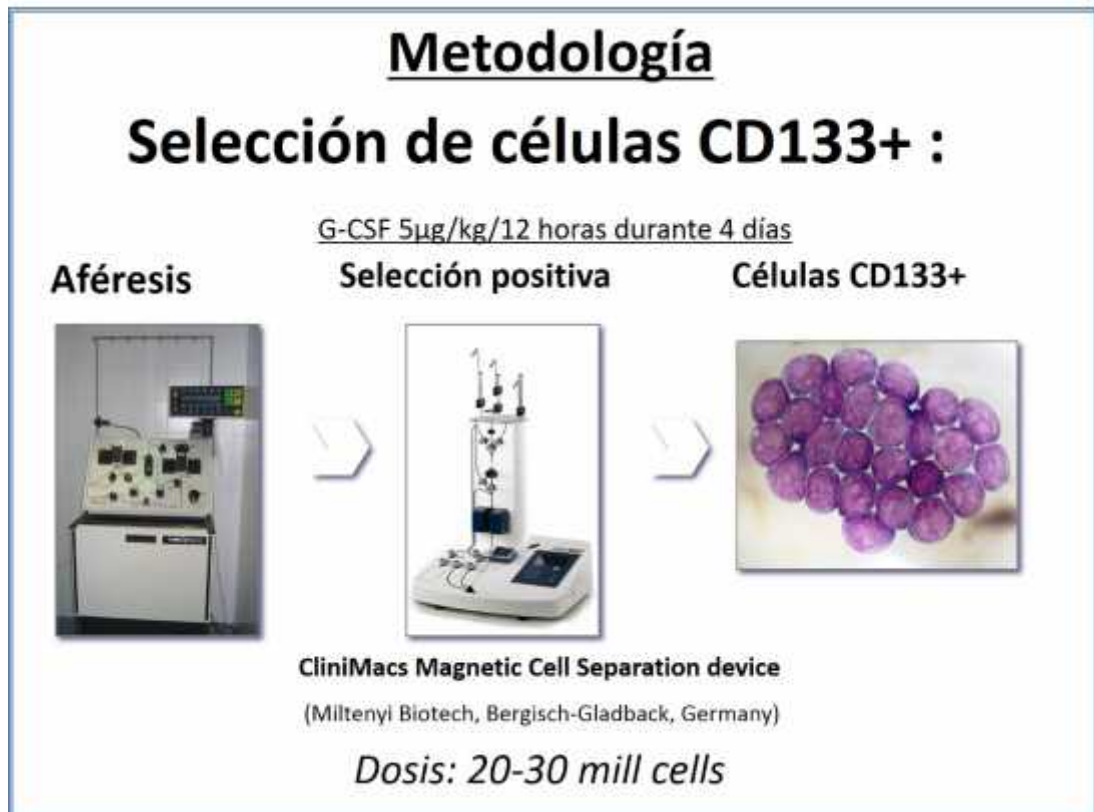 Metodología
Selección de células CD133+ :
G-CSF 5µg/kg/12 horas durante 4 días
Aféresis
Selección positiva
Células CD133+
CliniMacs Magnetic Cell Separation device
(Miltenyi Biotech, Bergisch-Gladback, Germany)
Dosis: 20-30 mill cells